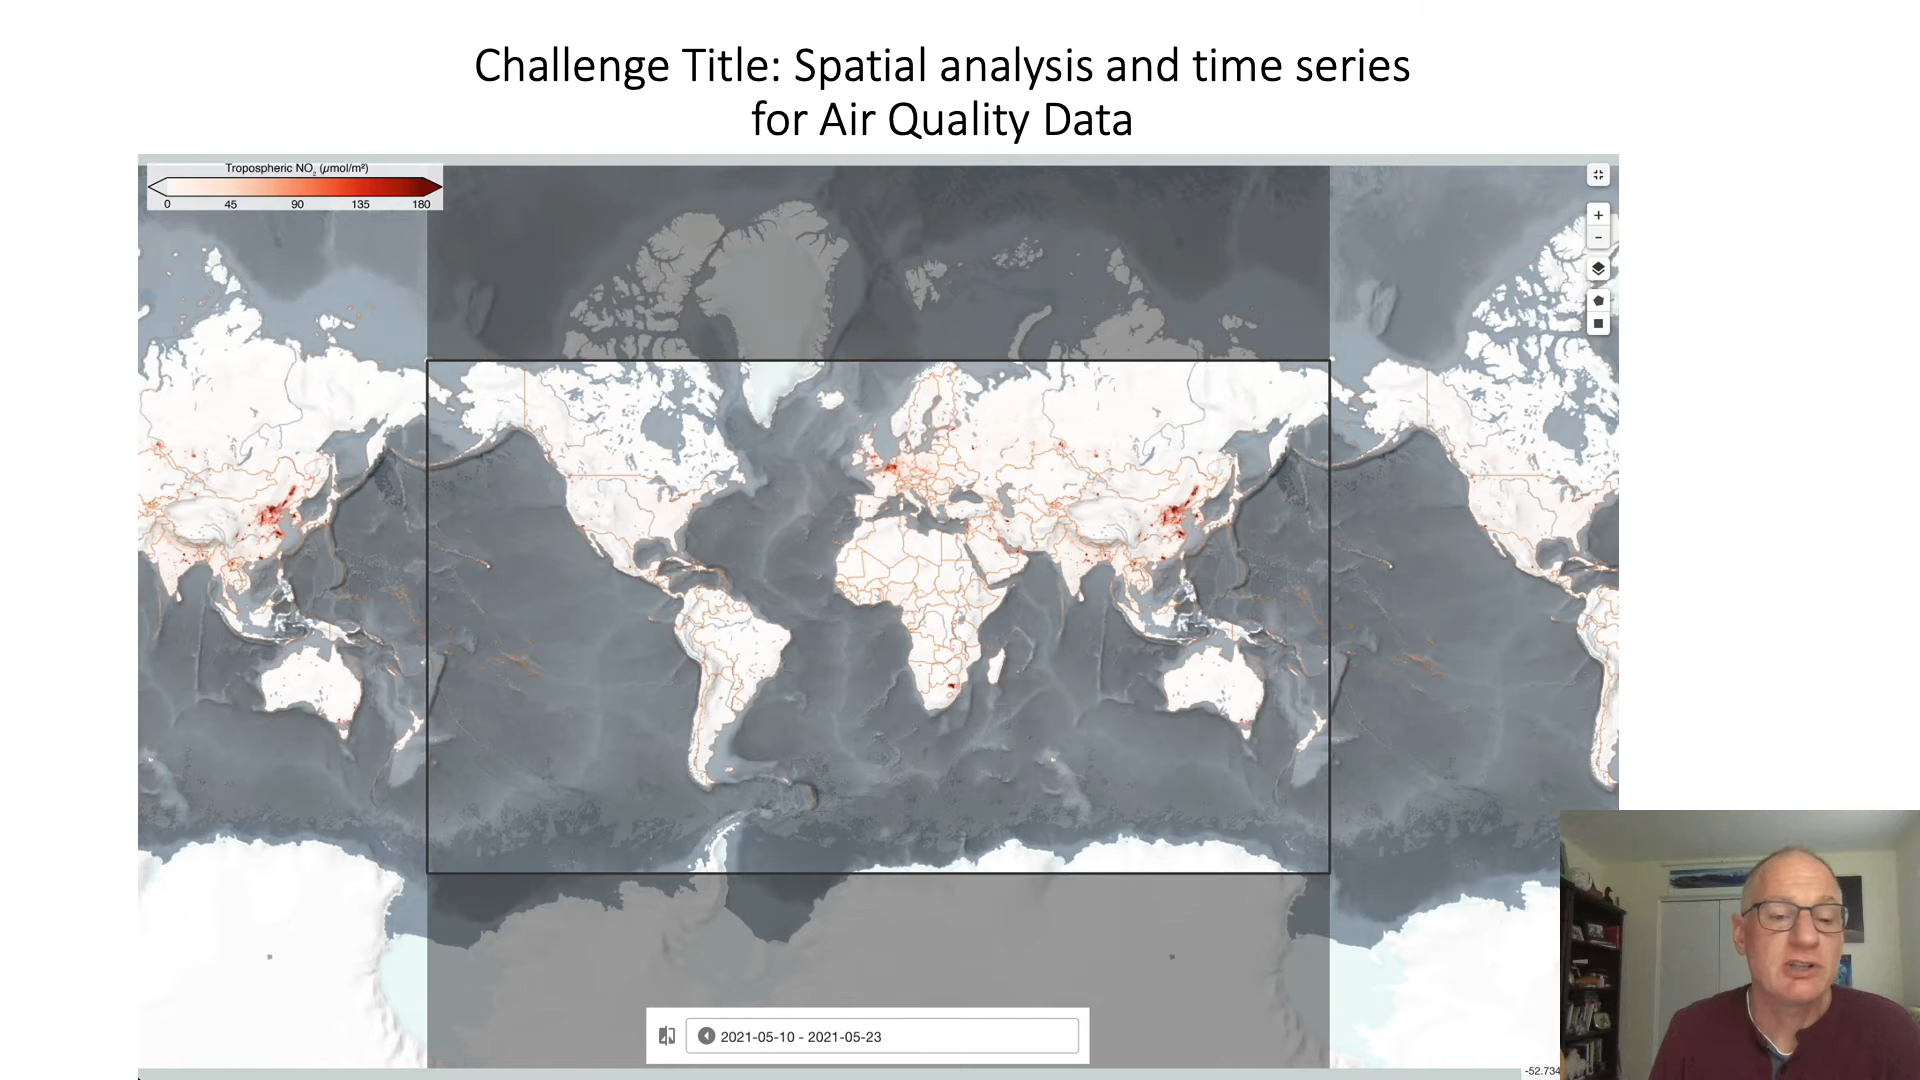 Challenge Title: Spatial analysis and time series
for Air Quality Data
Tropospheric NO₂ (µmol/m²)
0 45 90 135 180
+
−
2021-05-10 - 2021-05-23
-52.734